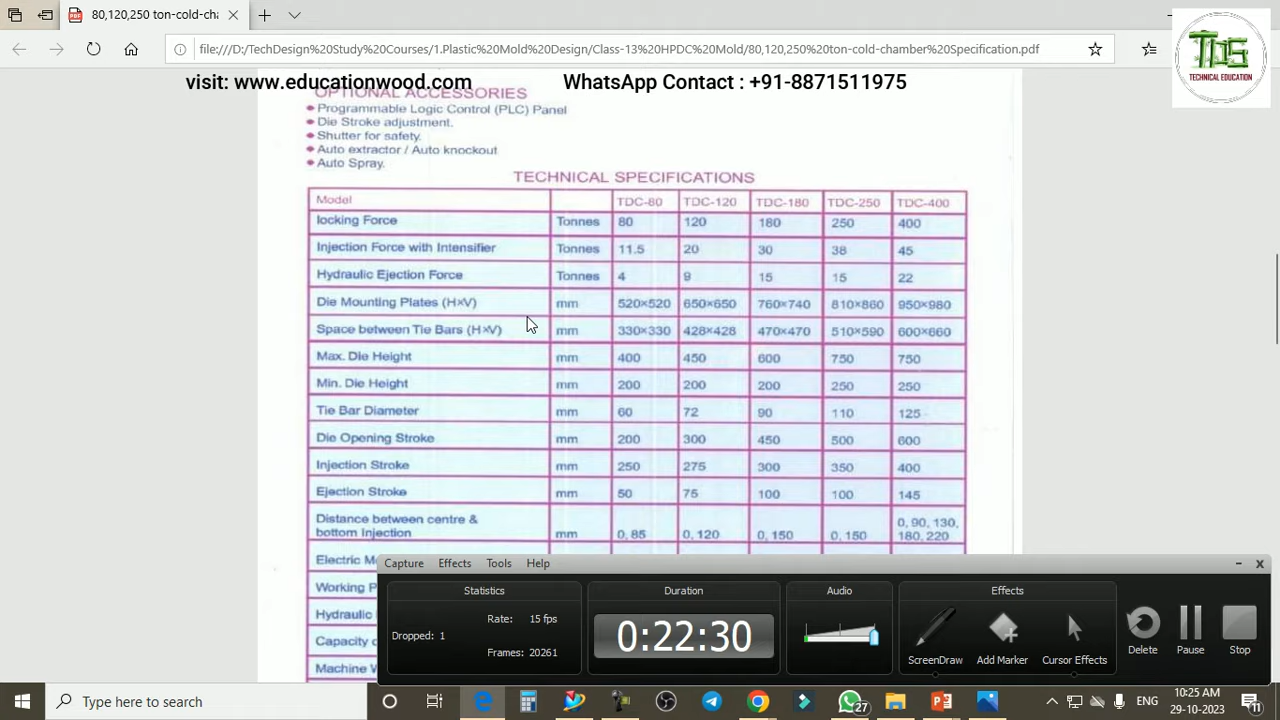 80,120,250 ton-cold-cha
file:///D:/TechDesign%20Study%20Courses/1.Plastic%20Mold%20Design/Class-13%20HPDC%20Mold/80,120,250%20ton-cold-chamber%20Specification.pdf
TDS
TECHNICAL EDUCATION
visit: www.educationwood.com WhatsApp Contact : +91-8871511975
OPTIONAL ACCESSORIES
Programmable Logic Control (PLC) Panel
Die Stroke adjustment.
Shutter for safety.
Auto extractor / Auto knockout
Auto Spray.
TECHNICAL SPECIFICATIONS
Model TDC-80 TDC-120 TDC-180 TDC-250 TDC-400
locking Force Tonnes 80 120 180 250 400
Injection Force with Intensifier Tonnes 11.5 20 30 38 45
Hydraulic Ejection Force Tonnes 4 9 15 15 22
Die Mounting Plates (H×V) mm 520×520 650×650 760×740 810×860 950×980
Space between Tie Bars (H×V) mm 330×330 428×428 470×470 510×590 600×660
Max. Die Height mm 400 450 600 750 750
Min. Die Height mm 200 200 200 250 250
Tie Bar Diameter mm 60 72 90 110 125
Die Opening Stroke mm 200 300 450 500 600
Injection Stroke mm 250 275 300 350 400
Ejection Stroke mm 50 75 100 100 145
Distance between centre & 0, 90, 130,
bottom Injection mm 0, 85 0, 120 0, 150 0, 150 180, 220
Electric M
Working P
Hydraulic
Capacity
Machine W
Capture Effects Tools Help
Statistics Duration Audio Effects
Rate: 15 fps
Dropped: 1
Frames: 20261
0:22:30
ScreenDraw Add Marker Cursor Effects Delete Pause Stop
Type here to search
27
ENG
10:25 AM
29-10-2023
11